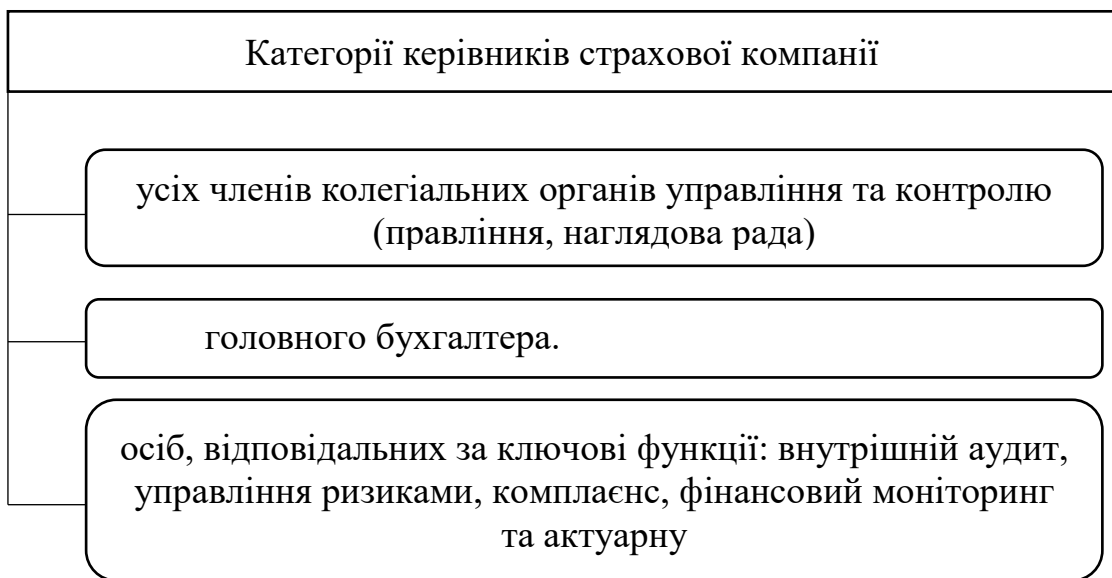 Категорії керівників страхової компанії
усіх членів колегіальних органів управління та контролю
(правління, наглядова рада)
головного бухгалтера.
осіб, відповідальних за ключові функції: внутрішній аудит,
управління ризиками, комплаєнс, фінансовий моніторинг
та актуарну